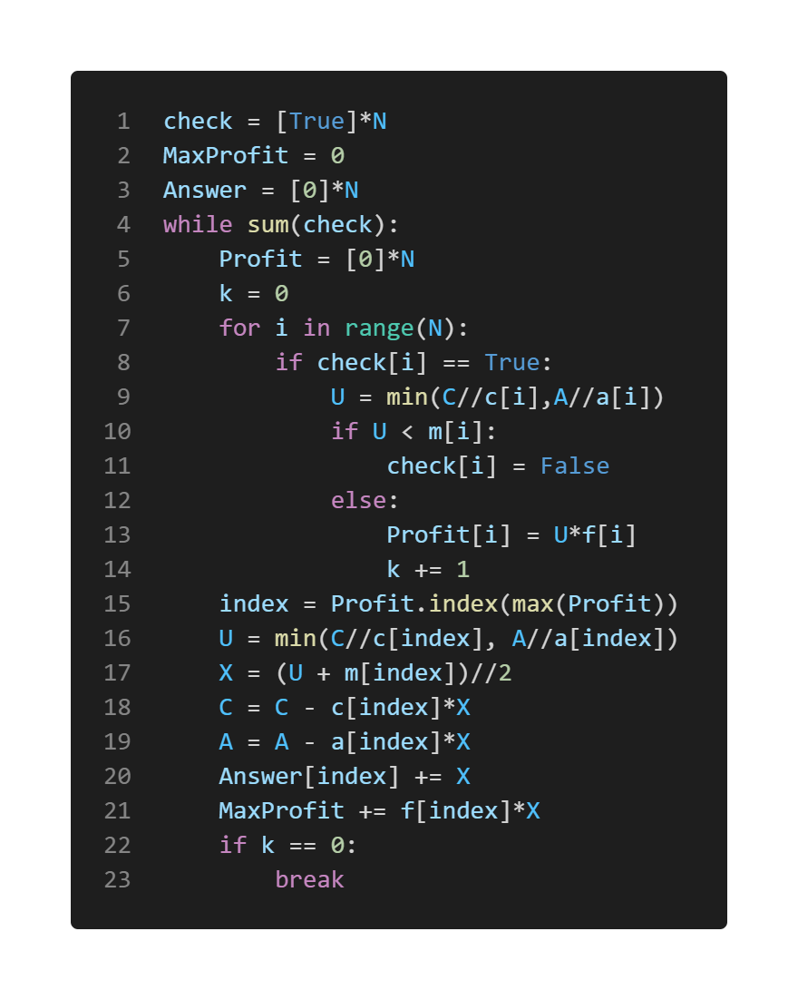 1 check = [True]*N
2 MaxProfit = 0
3 Answer = [0]*N
4 while sum(check):
5     Profit = [0]*N
6     k = 0
7     for i in range(N):
8         if check[i] == True:
9             U = min(C//c[i],A//a[i])
10             if U < m[i]:
11                 check[i] = False
12             else:
13                 Profit[i] = U*f[i]
14                 k += 1
15     index = Profit.index(max(Profit))
16     U = min(C//c[index], A//a[index])
17     X = (U + m[index])//2
18     C = C - c[index]*X
19     A = A - a[index]*X
20     Answer[index] += X
21     MaxProfit += f[index]*X
22     if k == 0:
23         break